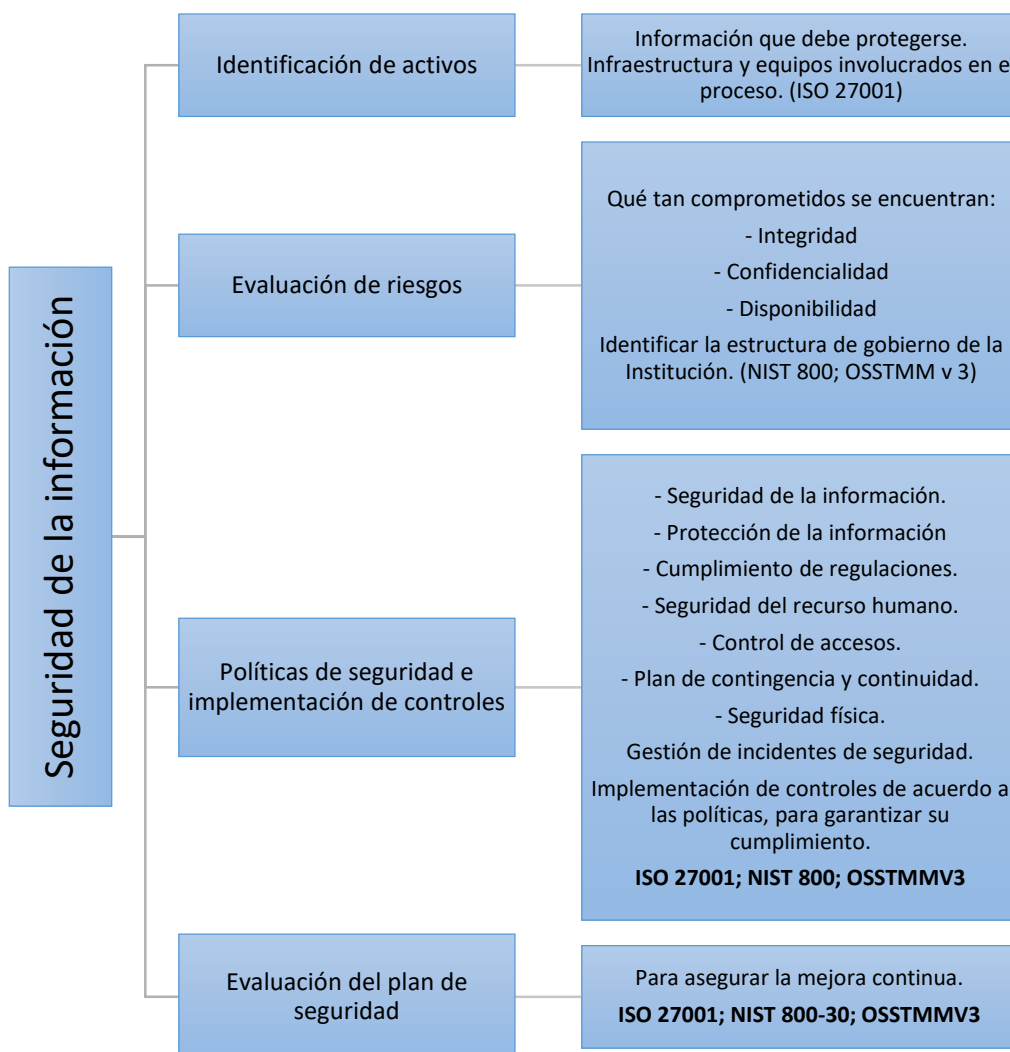 Seguridad de la información
Identificación de activos
Información que debe protegerse.
Infraestructura y equipos involucrados en e
proceso. (ISO 27001)
Evaluación de riesgos
Qué tan comprometidos se encuentran:
- Integridad
- Confidencialidad
- Disponibilidad
Identificar la estructura de gobierno de la
Institución. (NIST 800; OSSTMM v 3)
Políticas de seguridad e
implementación de controles
- Seguridad de la información.
- Protección de la información
- Cumplimiento de regulaciones.
- Seguridad del recurso humano.
- Control de accesos.
- Plan de contingencia y continuidad.
- Seguridad física.
Gestión de incidentes de seguridad.
Implementación de controles de acuerdo a
las políticas, para garantizar su
cumplimiento.
ISO 27001; NIST 800; OSSTMMV3
Evaluación del plan de
seguridad
Para asegurar la mejora continua.
ISO 27001; NIST 800-30; OSSTMMV3